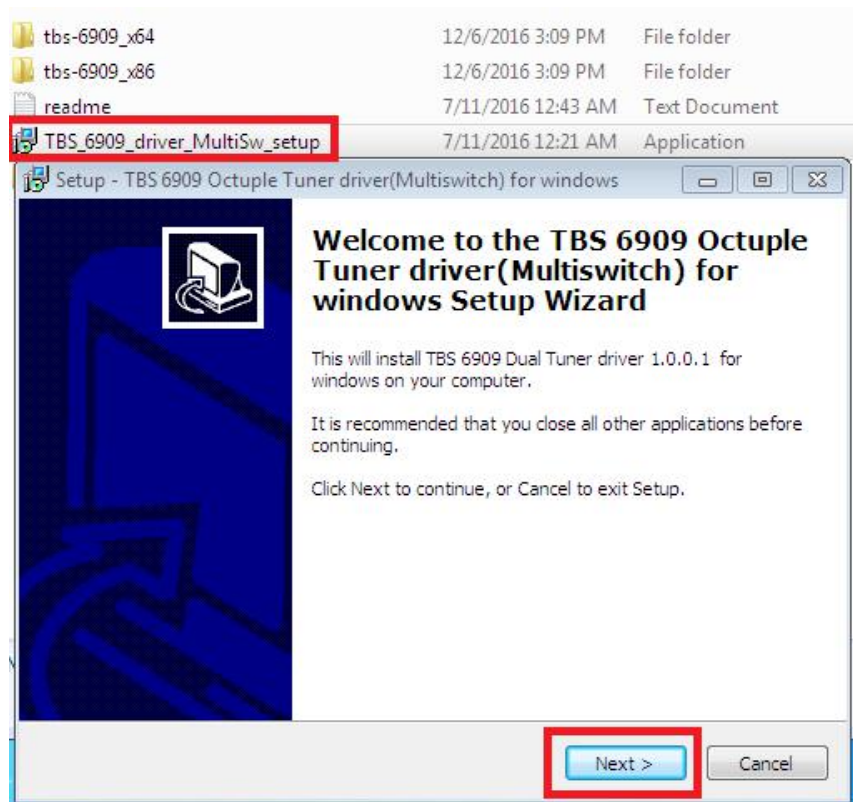 tbs-6909_x64 12/6/2016 3:09 PM File folder
tbs-6909_x86 12/6/2016 3:09 PM File folder
readme 7/11/2016 12:43 AM Text Document
TBS_6909_driver_MultiSw_setup 7/11/2016 12:21 AM Application
Setup - TBS 6909 Octuple Tuner driver(Multiswitch) for windows
Welcome to the TBS 6909 Octuple
Tuner driver(Multiswitch) for
windows Setup Wizard
This will install TBS 6909 Dual Tuner driver 1.0.0.1 for
windows on your computer.
It is recommended that you close all other applications before
continuing.
Click Next to continue, or Cancel to exit Setup.
Next > Cancel